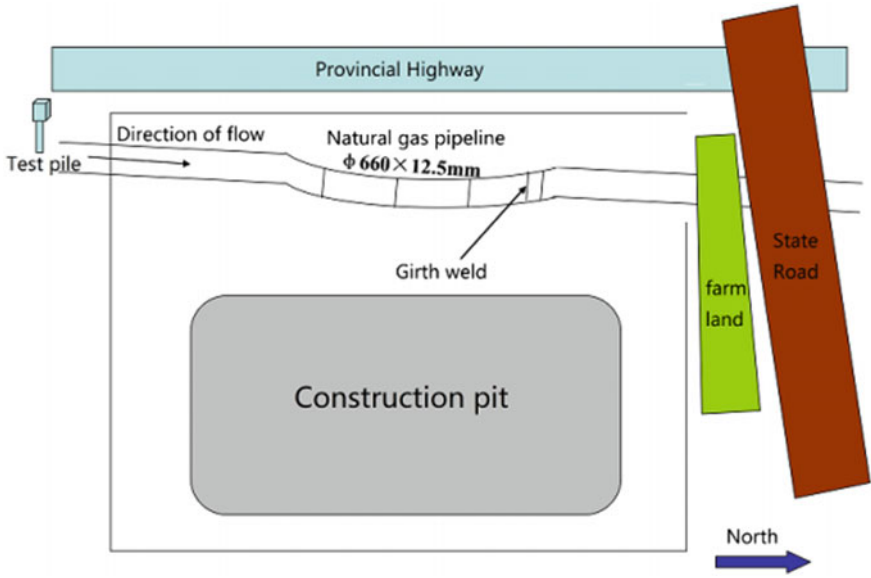 Provincial Highway
Direction of flow
Natural gas pipeline
Φ660×12.5mm
Test pile
Girth weld
State
Road
farm
land
Construction pit
North